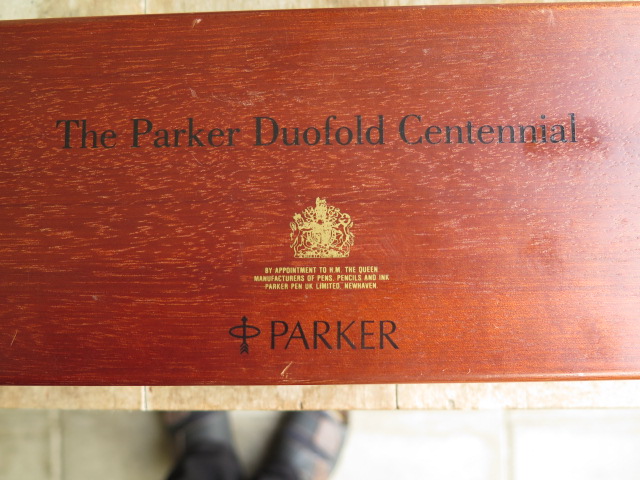 The Parker Duofold Centennial
BY APPOINTMENT TO H.M. THE QUEEN
MANUFACTURERS OF PENS, PENCILS AND INK
PARKER PEN UK LIMITED, NEWHAVEN
PARKER